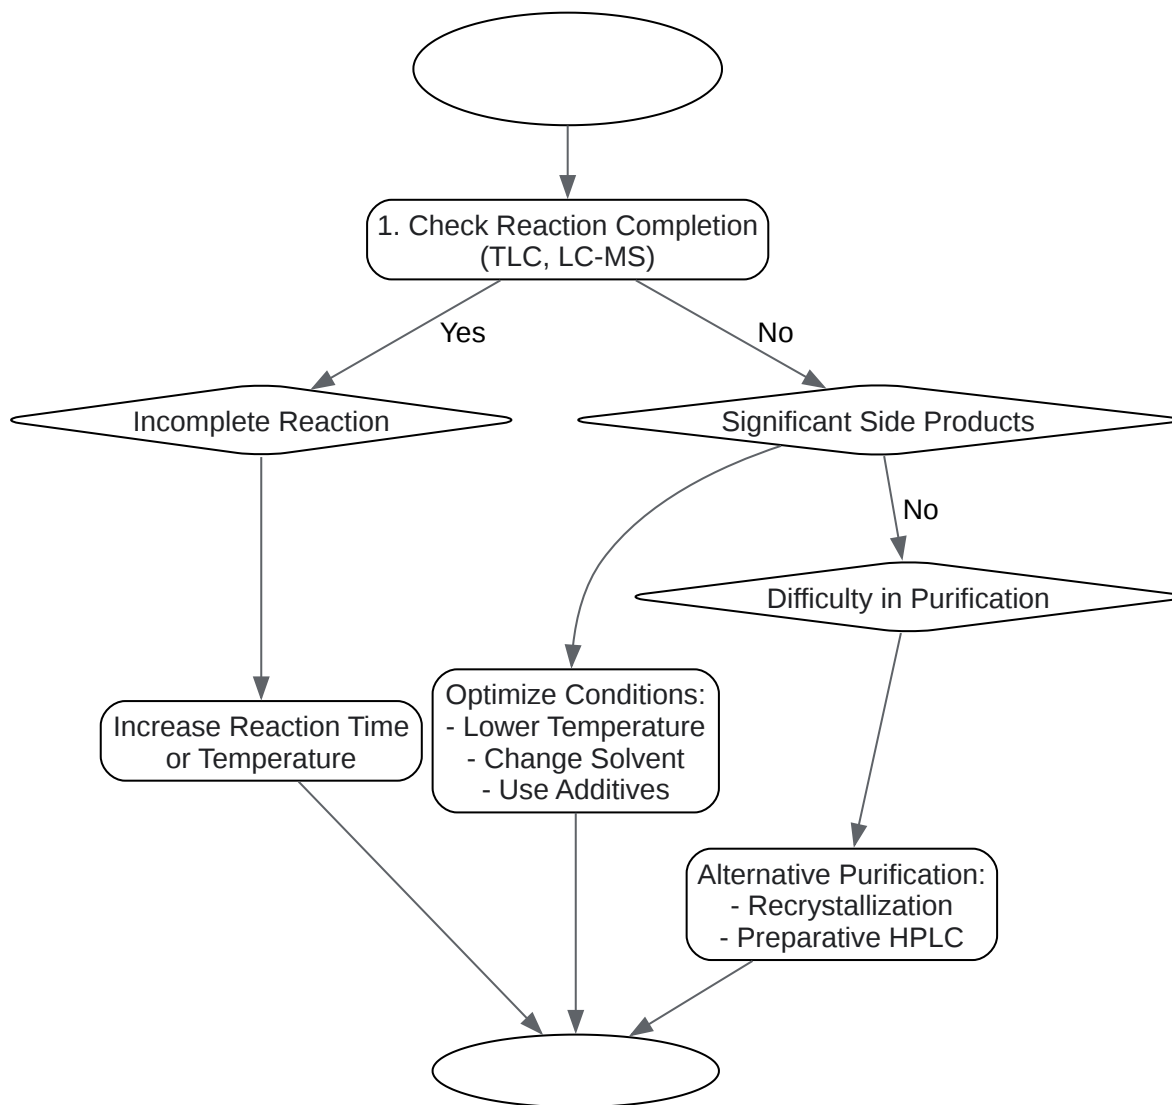 1. Check Reaction Completion
(TLC, LC-MS)
Yes
No
Incomplete Reaction
Significant Side Products
No
Difficulty in Purification
Increase Reaction Time
or Temperature
Optimize Conditions:
- Lower Temperature
- Change Solvent
- Use Additives
Alternative Purification:
- Recrystallization
- Preparative HPLC